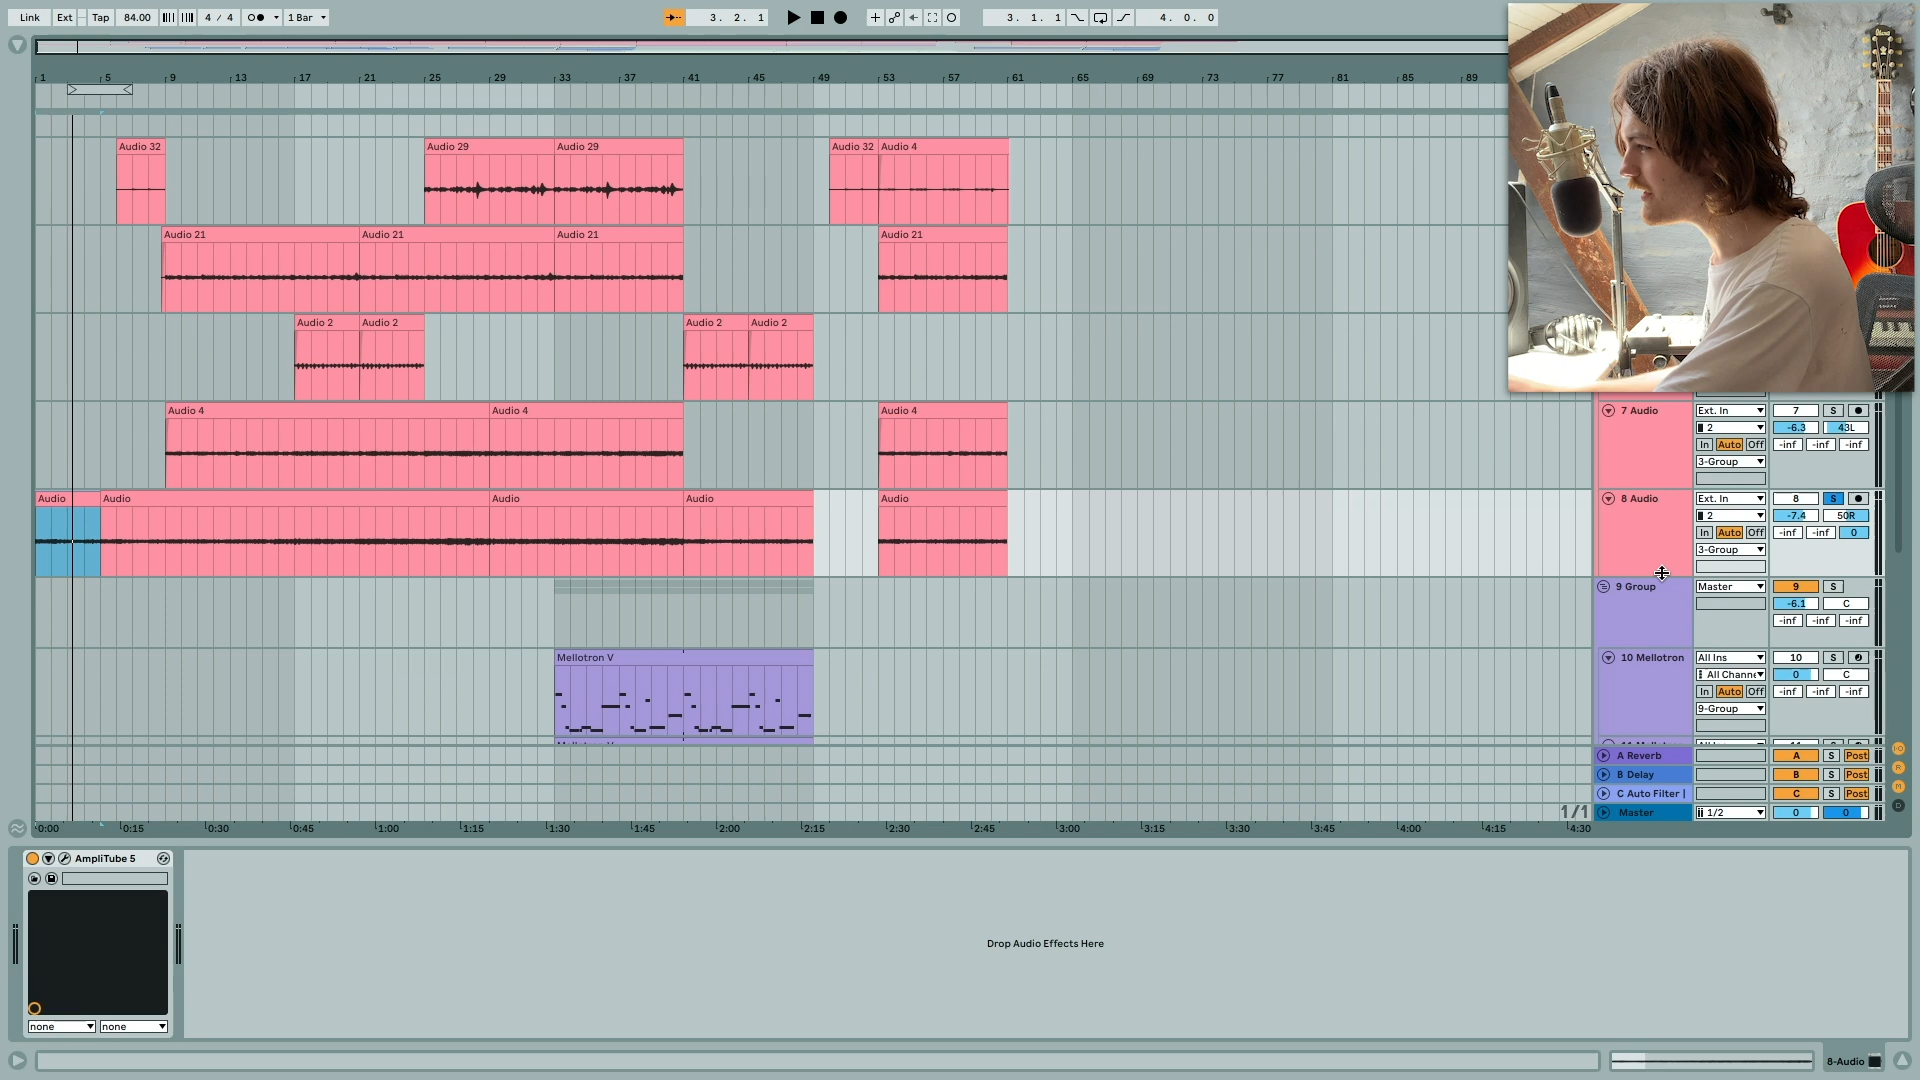 Link Ext Tap 84.00 4 / 4 1 Bar 3. 2. 1 3. 1. 1 4. 0. 0
1 5 9 13 17 21 25 29 33 37 41 45 49 53 57 61 65 69 73 77 81 85 89
Audio 32 Audio 29 Audio 29 Audio 32 Audio 4
Audio 21 Audio 21 Audio 21 Audio 21
Audio 2 Audio 2 Audio 2 Audio 2
Audio 4 Audio 4 Audio 4
7 Audio Ext. In 7 S
2 -6.3 43L
In Auto Off -inf -inf -inf
3-Group
Audio Audio Audio Audio Audio
8 Audio Ext. In 8 S
2 -7.4 50R
In Auto Off -inf -inf 0
3-Group
9 Group Master 9 S
-6.1 C
-inf -inf -inf
Mellotron V
10 Mellotron All Ins 10 S
All Channe 0 C
In Auto Off -inf -inf -inf
9-Group
A Reverb A S Post
B Delay B S Post
C Auto Filter | C S Post
1/1 Master 1/2 0 0
0:00 0:15 0:30 0:45 1:00 1:15 1:30 1:45 2:00 2:15 2:30 2:45 3:00 3:15 3:30 3:45 4:00 4:15 4:30
AmpliTube 5
Drop Audio Effects Here
none none
8-Audio